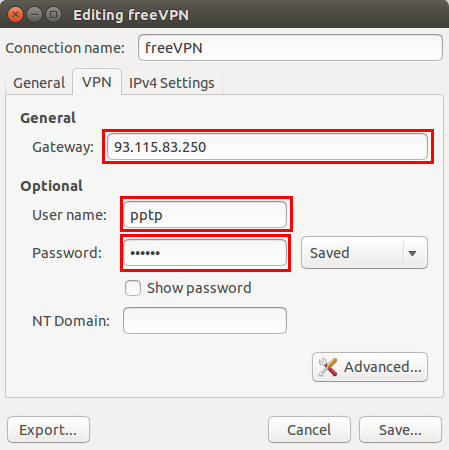 Editing freeVPN
Connection name: freeVPN
General VPN IPv4 Settings
General
Gateway: 93.115.83.250
Optional
User name: pptp
Password: •••••• Saved
Show password
NT Domain:
Advanced...
Export... Cancel Save...